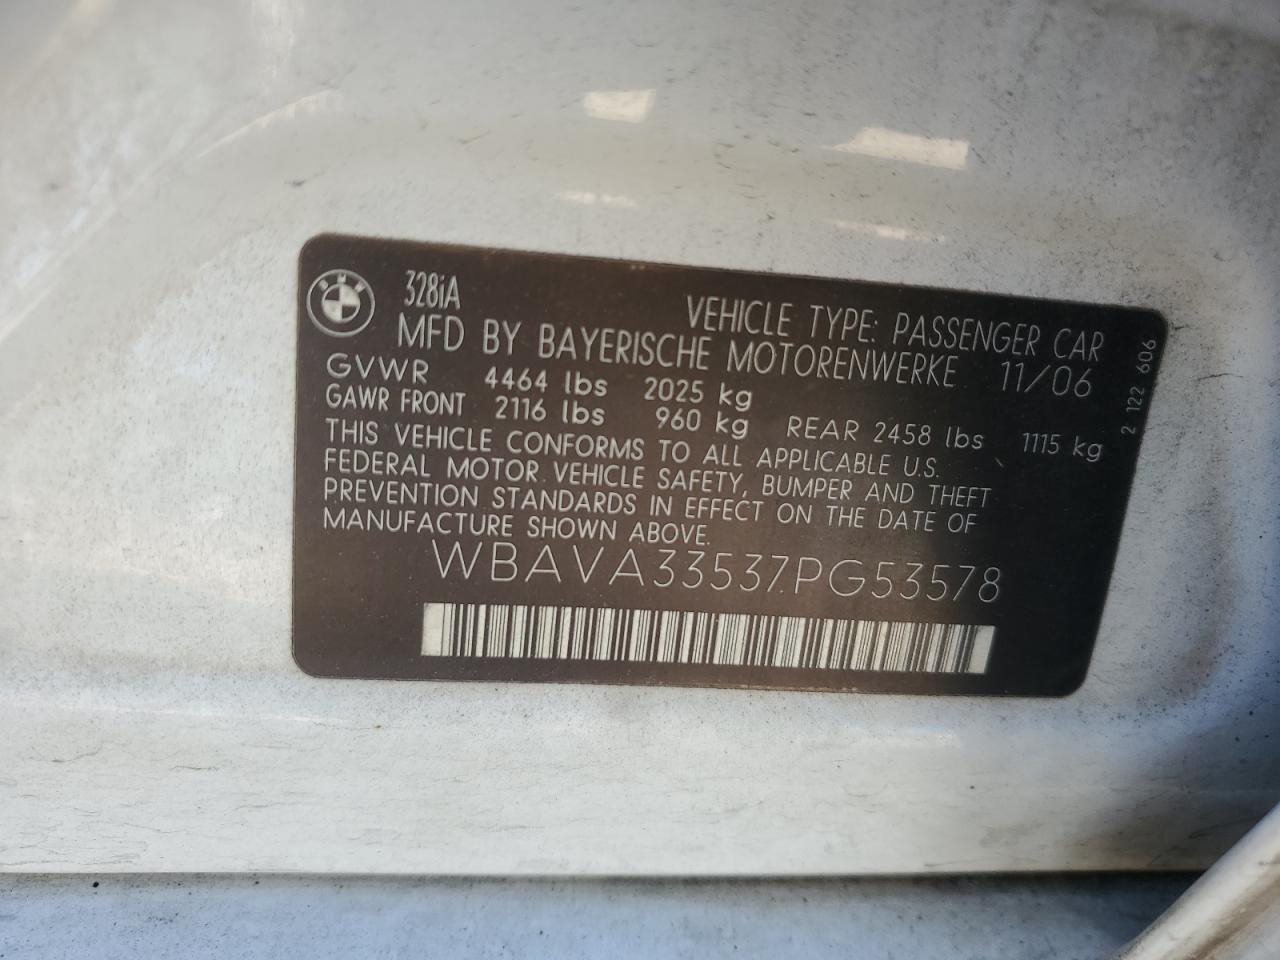 BMW
328iA
VEHICLE TYPE: PASSENGER CAR
MFD BY BAYERISCHE MOTORENWERKE 11/06
GVWR 4464 lbs 2025 kg
GAWR FRONT 2116 lbs 960 kg REAR 2458 lbs 1115 kg
THIS VEHICLE CONFORMS TO ALL APPLICABLE U.S.
FEDERAL MOTOR VEHICLE SAFETY, BUMPER AND THEFT
PREVENTION STANDARDS IN EFFECT ON THE DATE OF
MANUFACTURE SHOWN ABOVE.
WBAVA33537PG53578
2 122 606